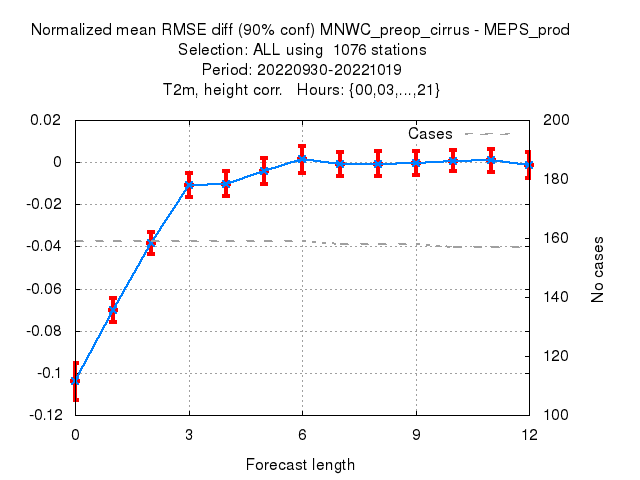 Normalized mean RMSE diff (90% conf) MNWC_preop_cirrus - MEPS_prod
Selection: ALL using  1076 stations
Period: 20220930-20221019
T2m, height corr.   Hours: {00,03,...,21}
0.02
0
-0.02
-0.04
-0.06
-0.08
-0.1
-0.12
Cases
200
180
160
140
120
100
No cases
0
3
6
9
12
Forecast length